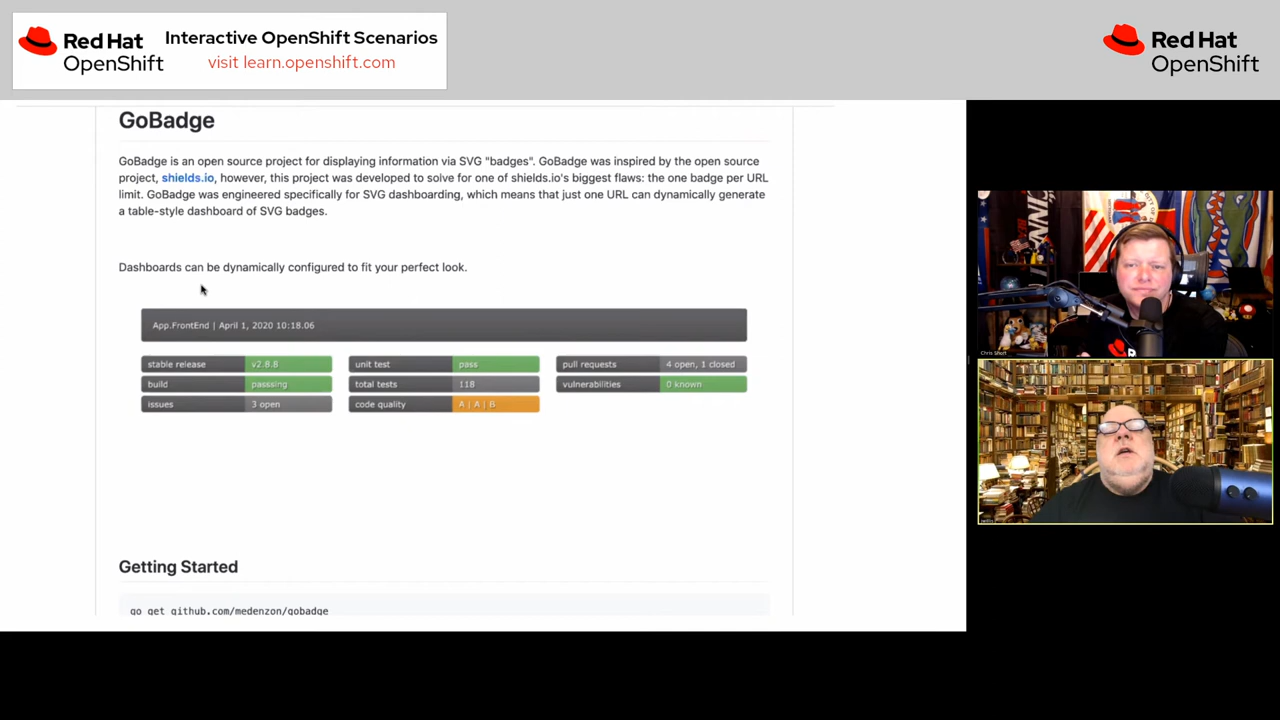 Red Hat
OpenShift
Interactive OpenShift Scenarios
visit learn.openshift.com
Red Hat
OpenShift
GoBadge
GoBadge is an open source project for displaying information via SVG "badges". GoBadge was inspired by the open source
project, shields.io, however, this project was developed to solve for one of shields.io's biggest flaws: the one badge per URL
limit. GoBadge was engineered specifically for SVG dashboarding, which means that just one URL can dynamically generate
a table-style dashboard of SVG badges.
Dashboards can be dynamically configured to fit your perfect look.
App.FrontEnd | April 1, 2020 10:18.06
stable release v2.8.8 unit test pass pull requests 4 open, 1 closed
build passsing total tests 118 vulnerabilities 0 known
issues 3 open code quality A | A | B
Getting Started
go get github.com/medenzon/gobadge
Chris Short